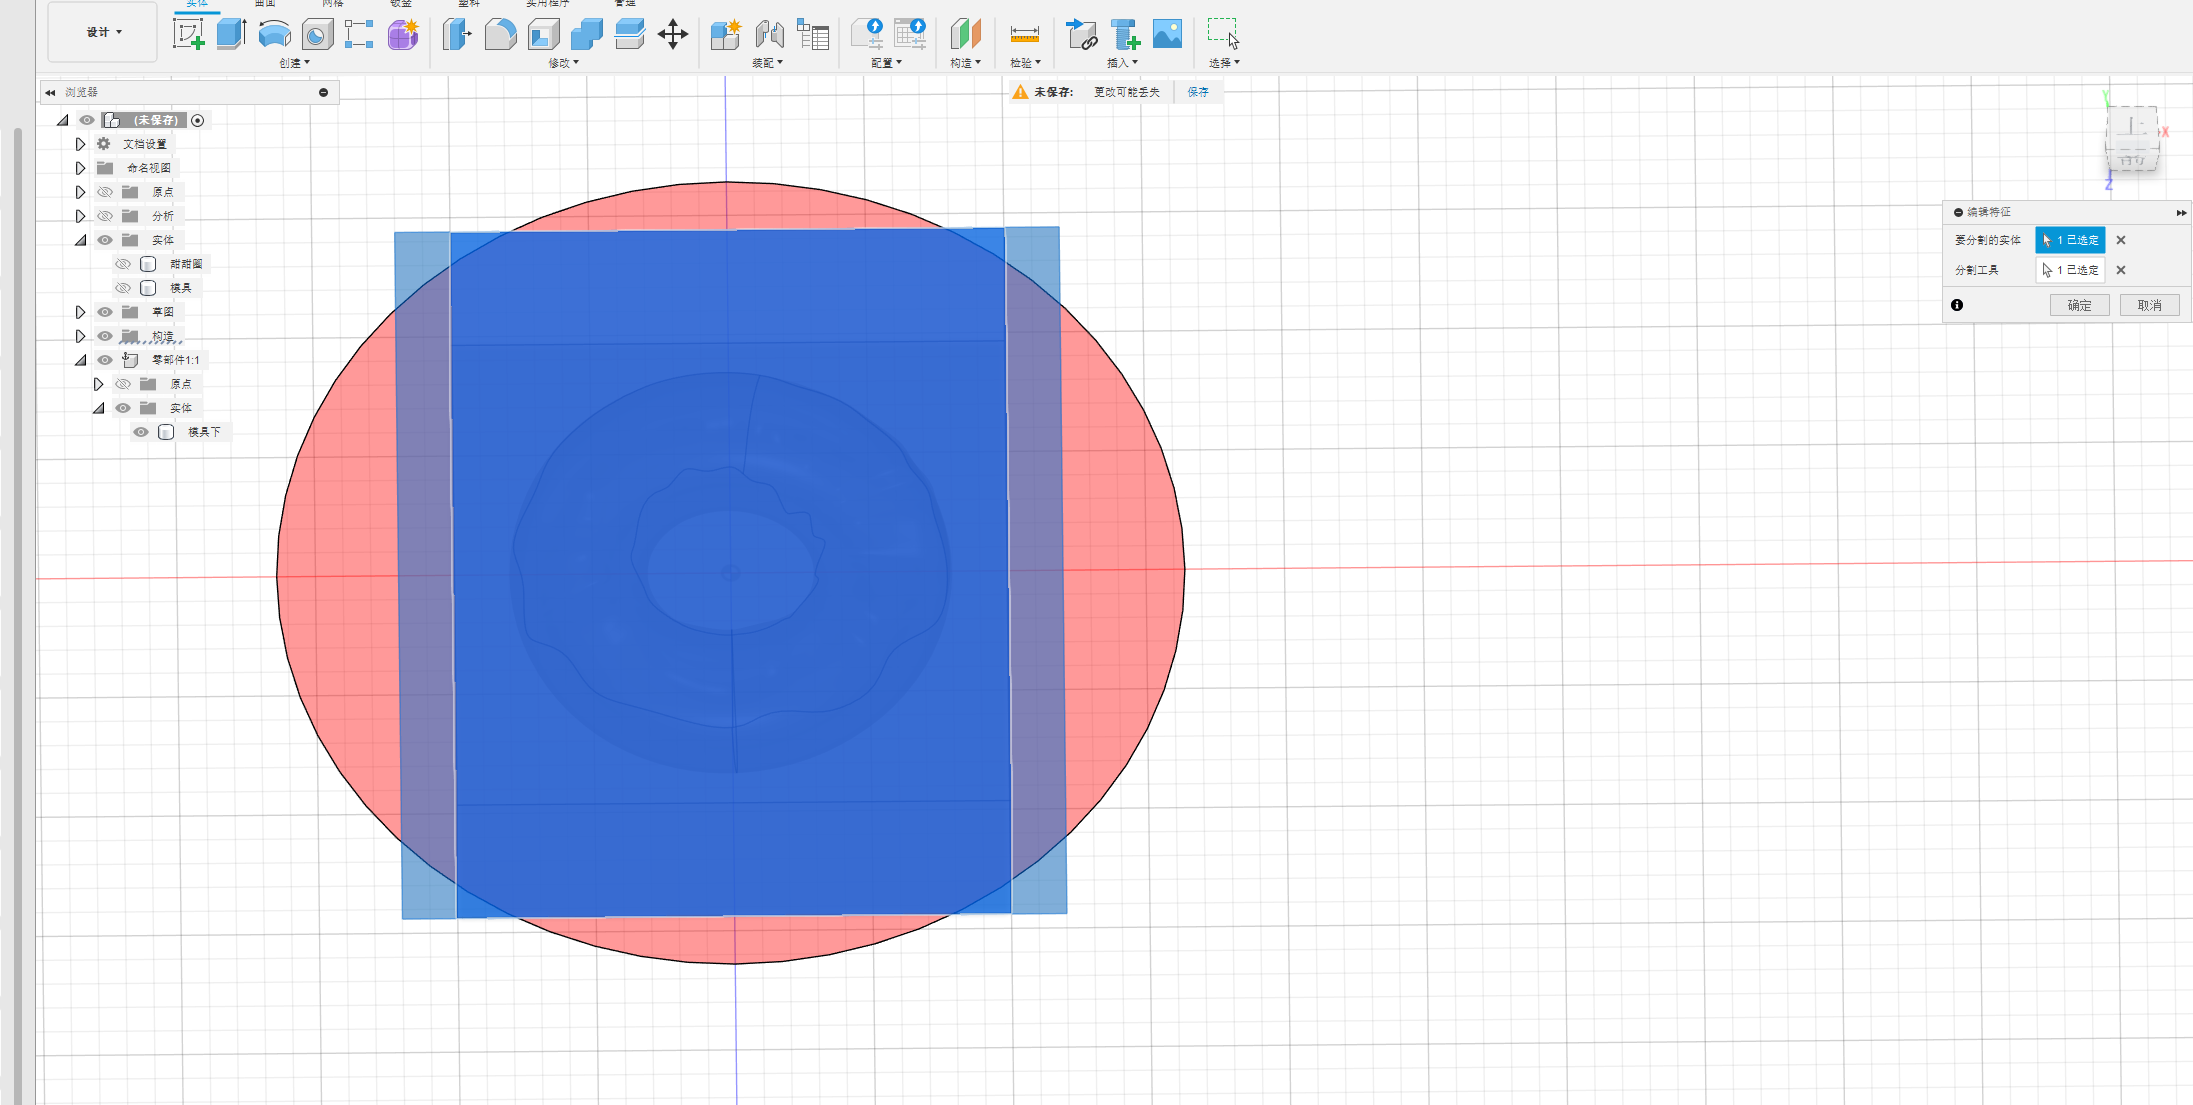 实体 曲面 网格 钣金 塑料 实用程序 管理
设计
创建 修改 装配 配置 构造 检验 插入 选择
浏览器
未保存: 更改可能丢失 保存
(未保存)
文档设置
命名视图
原点
分析
实体
甜甜圈
模具
草图
构造
零部件1:1
原点
实体
模具下
Y
上
X
前
Z
编辑特征
要分割的实体 1 已选定
分割工具 1 已选定
确定 取消